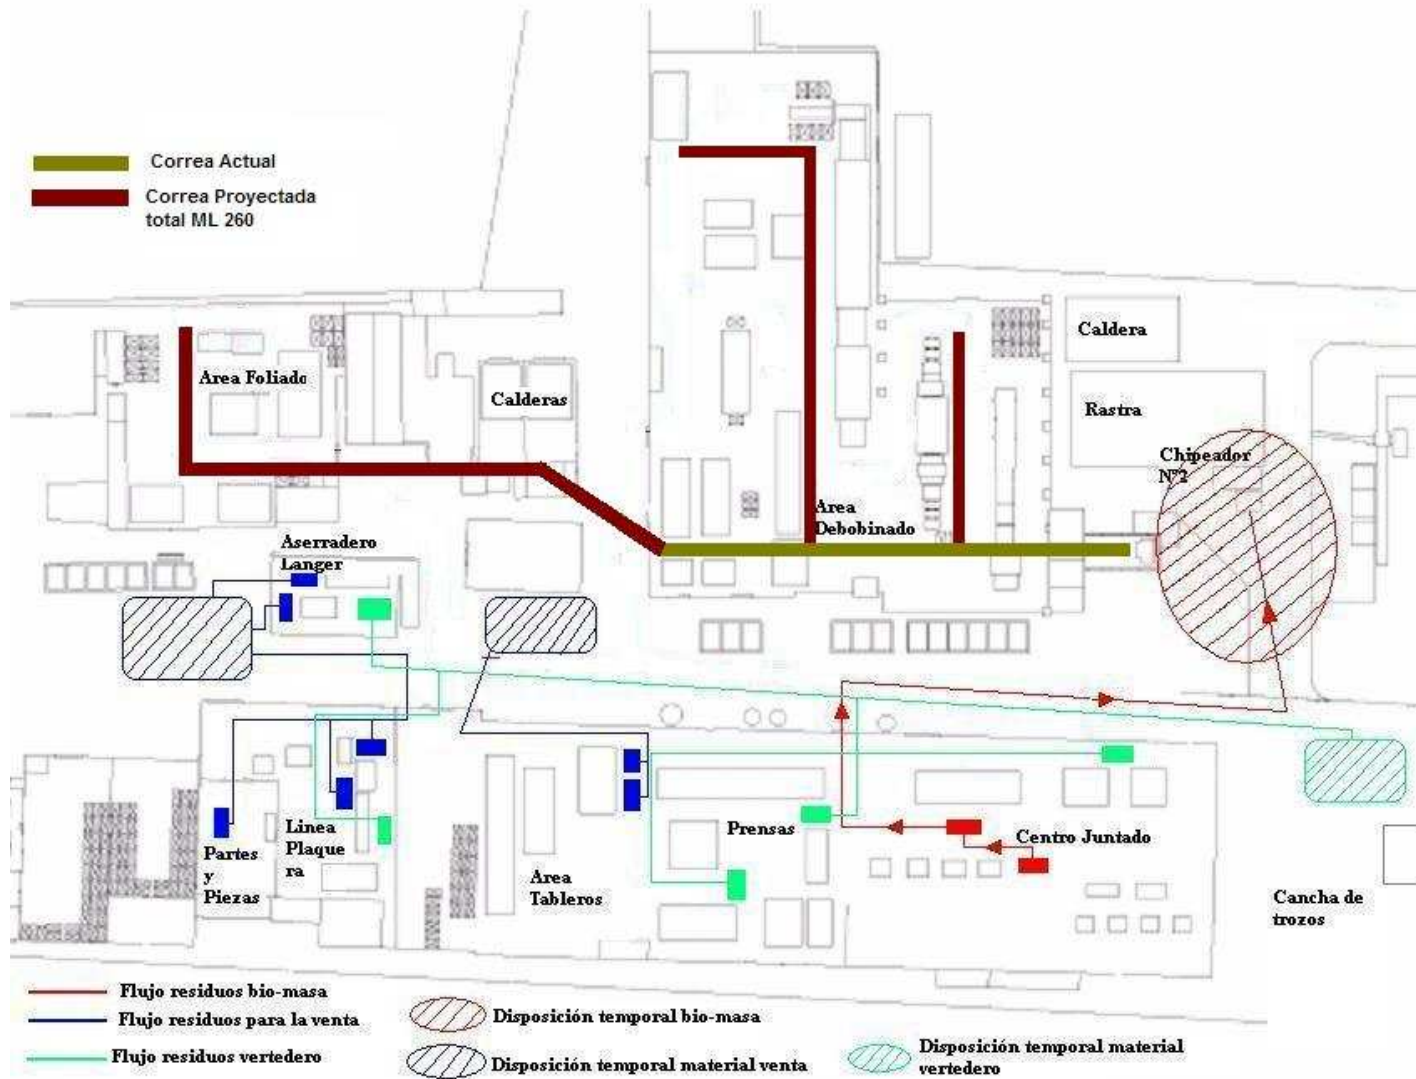 Correa Actual
Correa Proyectada
total ML 260
Caldera
Area Foliado
Calderas
Rastra
Chipeador
Nº2
Area
Debobinado
Aserradero
Langer
Prensas
Centro Juntado
Linea
Plaque
ra
Partes
y
Piezas
Area
Tableros
Cancha de
trozos
Flujo residuos bio-masa
Flujo residuos para la venta
Flujo residuos vertedero
Disposición temporal bio-masa
Disposición temporal material venta
Disposición temporal material
vertedero